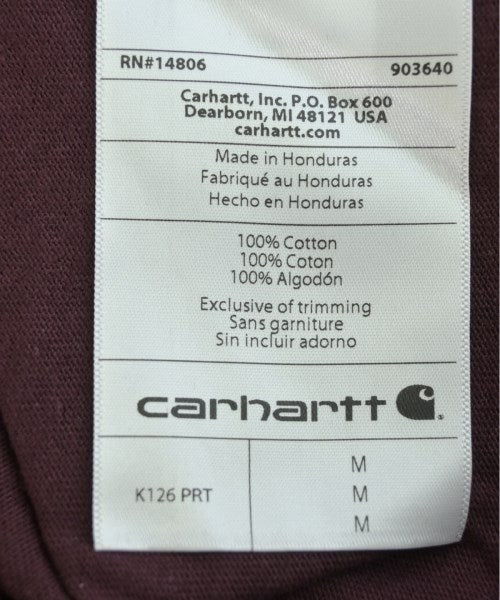 RN#14806 903640
Carhartt, Inc. P.O. Box 600
Dearborn, MI 48121 USA
carhartt.com
Made in Honduras
Fabriqué au Honduras
Hecho en Honduras
100% Cotton
100% Coton
100% Algodón
Exclusive of trimming
Sans garniture
Sin incluir adorno
carhartt
K126 PRT
M
M
M